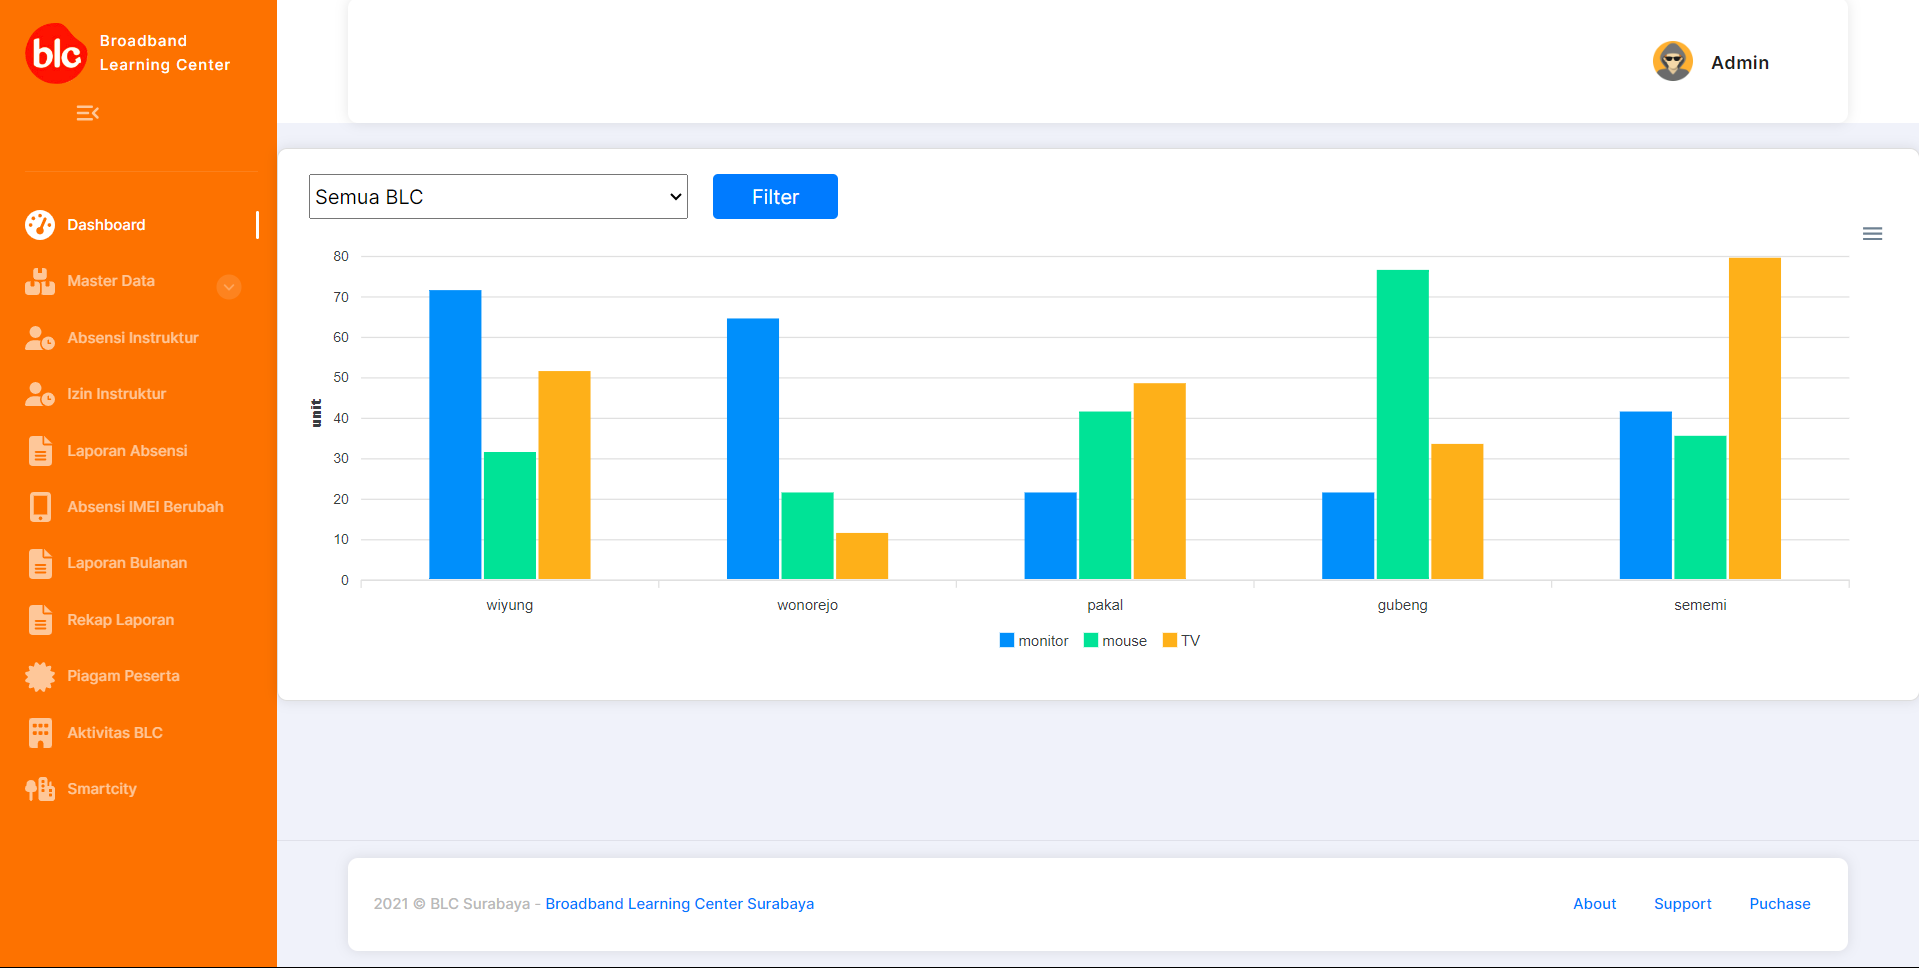 blc
Broadband
Learning Center
Dashboard
Master Data
Absensi Instruktur
Izin Instruktur
Laporan Absensi
Absensi IMEI Berubah
Laporan Bulanan
Rekap Laporan
Piagam Peserta
Aktivitas BLC
Smartcity
Admin
Semua BLC
Filter
80
70
60
50
40
30
20
10
0
unit
wiyung wonorejo pakal gubeng sememi
monitor mouse TV
2021 © BLC Surabaya - Broadband Learning Center Surabaya
About Support Puchase